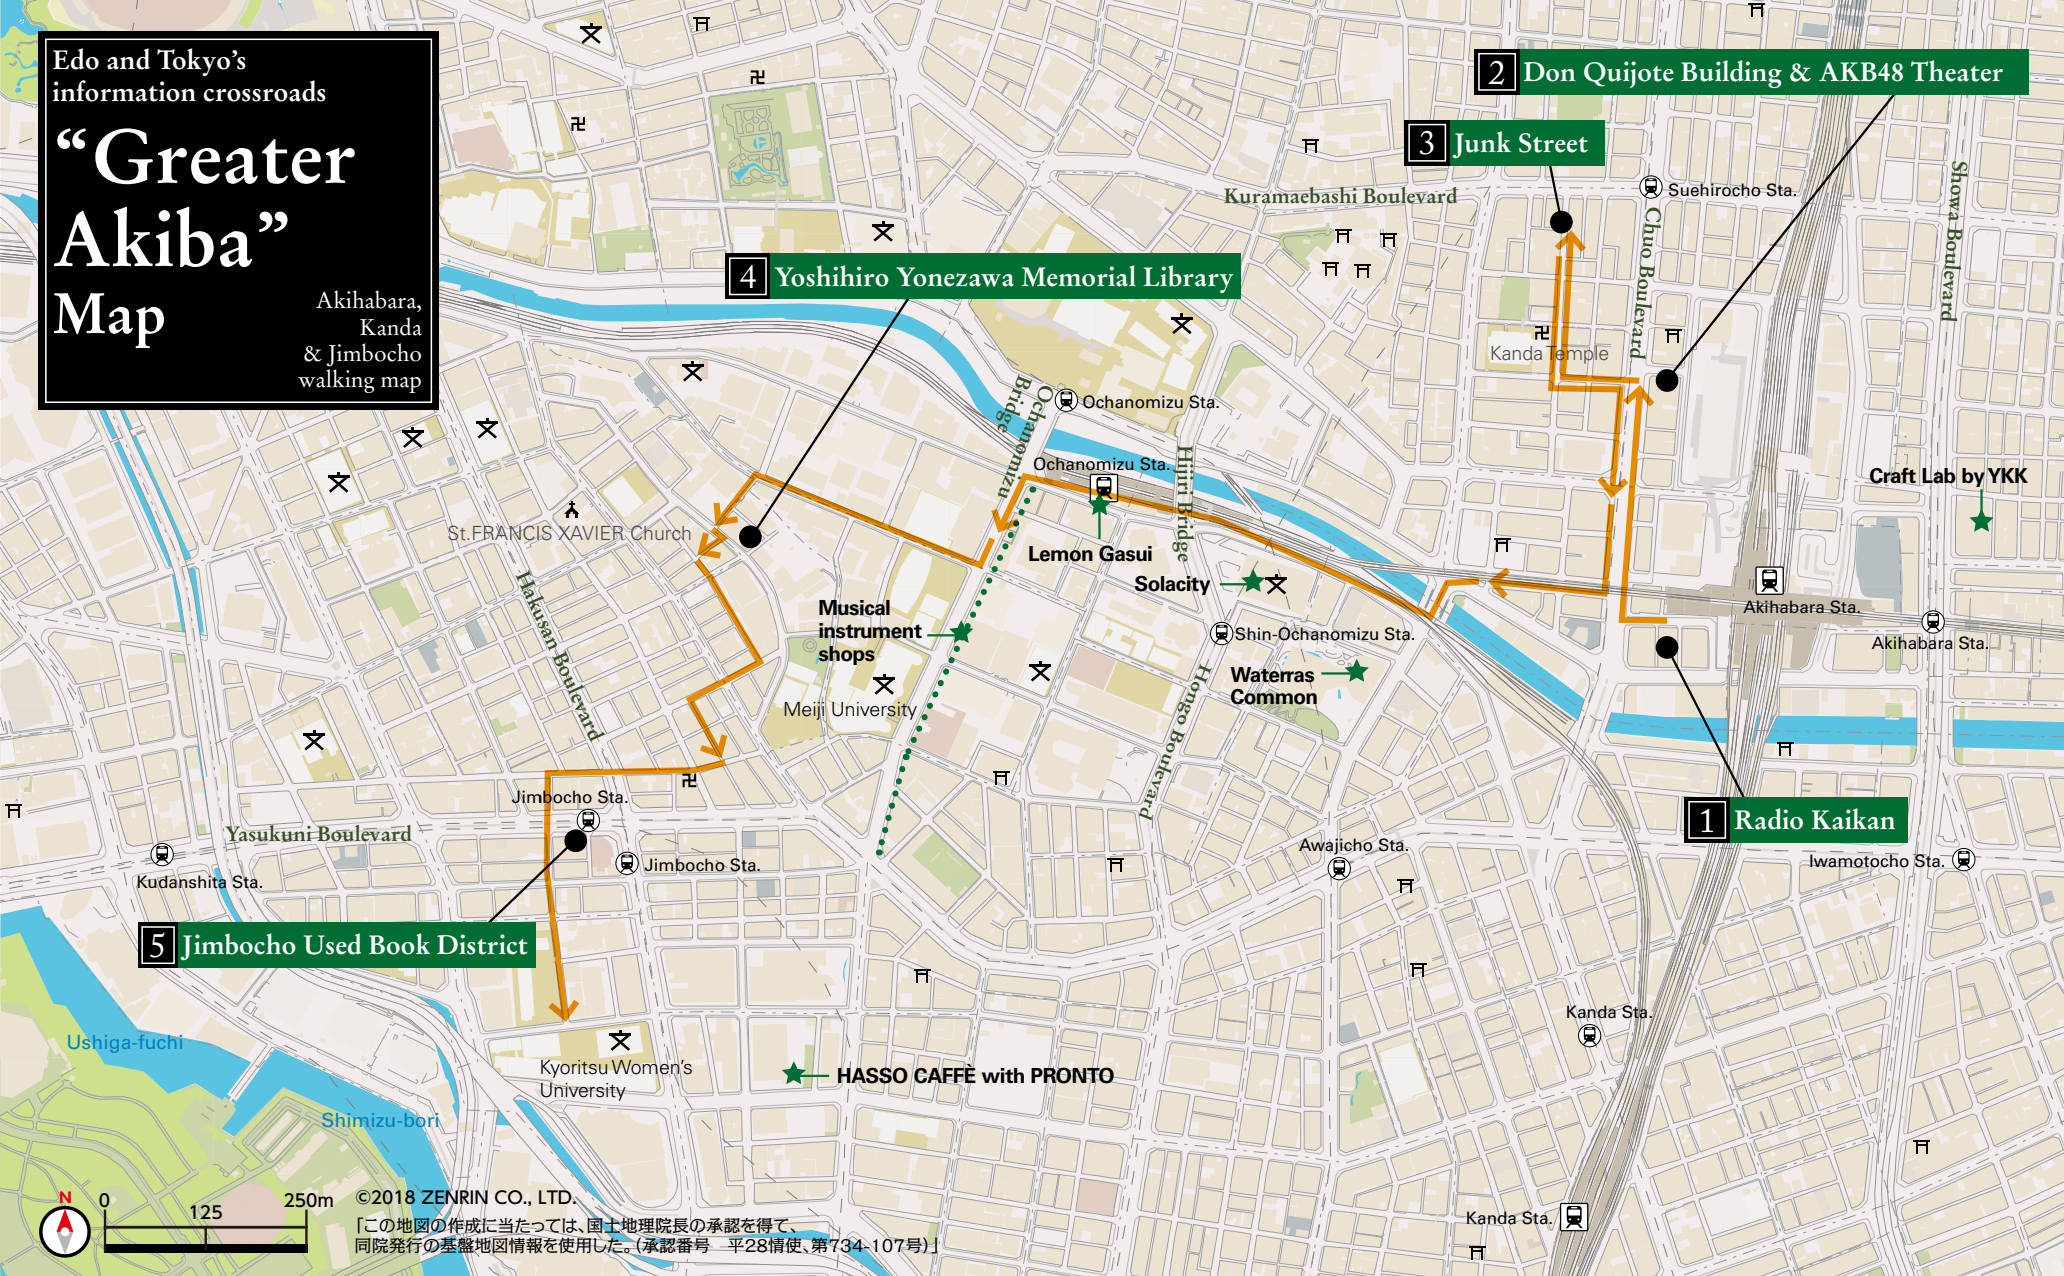 Edo and Tokyo's
information crossroads
“Greater
Akiba”
Map
Akihabara,
Kanda
& Jimbocho
walking map
2 Don Quijote Building & AKB48 Theater
3 Junk Street
Kuramaebashi Boulevard
Suehirocho Sta.
Chuo Boulevard
Showa Boulevard
4 Yoshihiro Yonezawa Memorial Library
Kanda Temple
Ochanomizu
Bridge
Ochanomizu Sta.
Ochanomizu Sta.
Hijiri Bridge
Craft Lab by YKK
St.FRANCIS XAVIER Church
Lemon Gasui
Solacity
Akihabara Sta.
Akihabara Sta.
Hakusan Boulevard
Musical
instrument
shops
Shin-Ochanomizu Sta.
Waterras
Common
Meiji University
Hongo Boulevard
Jimbocho Sta.
Yasukuni Boulevard
1 Radio Kaikan
Awajicho Sta.
Iwamotocho Sta.
Jimbocho Sta.
Kudanshita Sta.
5 Jimbocho Used Book District
Kanda Sta.
Ushiga-fuchi
Kyoritsu Women's
University
HASSO CAFFÈ with PRONTO
Shimizu-bori
Kanda Sta.
N
0
125
250m
©2018 ZENRIN CO., LTD.
「この地図の作成に当たっては、国土地理院長の承認を得て、
同院発行の基盤地図情報を使用した。(承認番号　平28情使、第734-107号)」